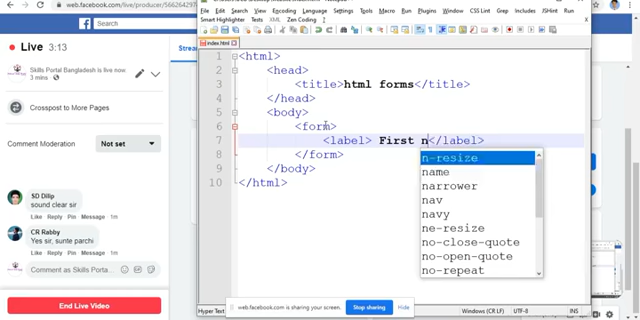 web.facebook.com/live/producer/566264297
File Edit Search View Encoding Language Settings Tools Macro Run Plugins Window CSS Lint Grep Includes JSHint Rest
Smart Highlighter Tests XML Zen Coding
index.html
Live 3:13
Skills Portal Bangladesh is live now.
3 mins
Crosspost to More Pages
Comment Moderation Not set
SD Dilip
sound clear sir
Like Reply Pin Message 1m
CR Rabby
Yes sir, sunte parchi
Like Reply Pin Message 1m
Comment as Skills Portal
End Live Video
1 <html>
2 <head>
3 <title>html forms</title>
4 </head>
5 <body>
6 <form>
7 <label> First n</label>
8 </form>
9 </body>
10 </html>
n-resize
name
narrower
nav
navy
ne-resize
no-close-quote
no-open-quote
no-repeat
web.facebook.com is sharing your screen. Stop sharing Hide
Windows (CR LF) UTF-8 INS